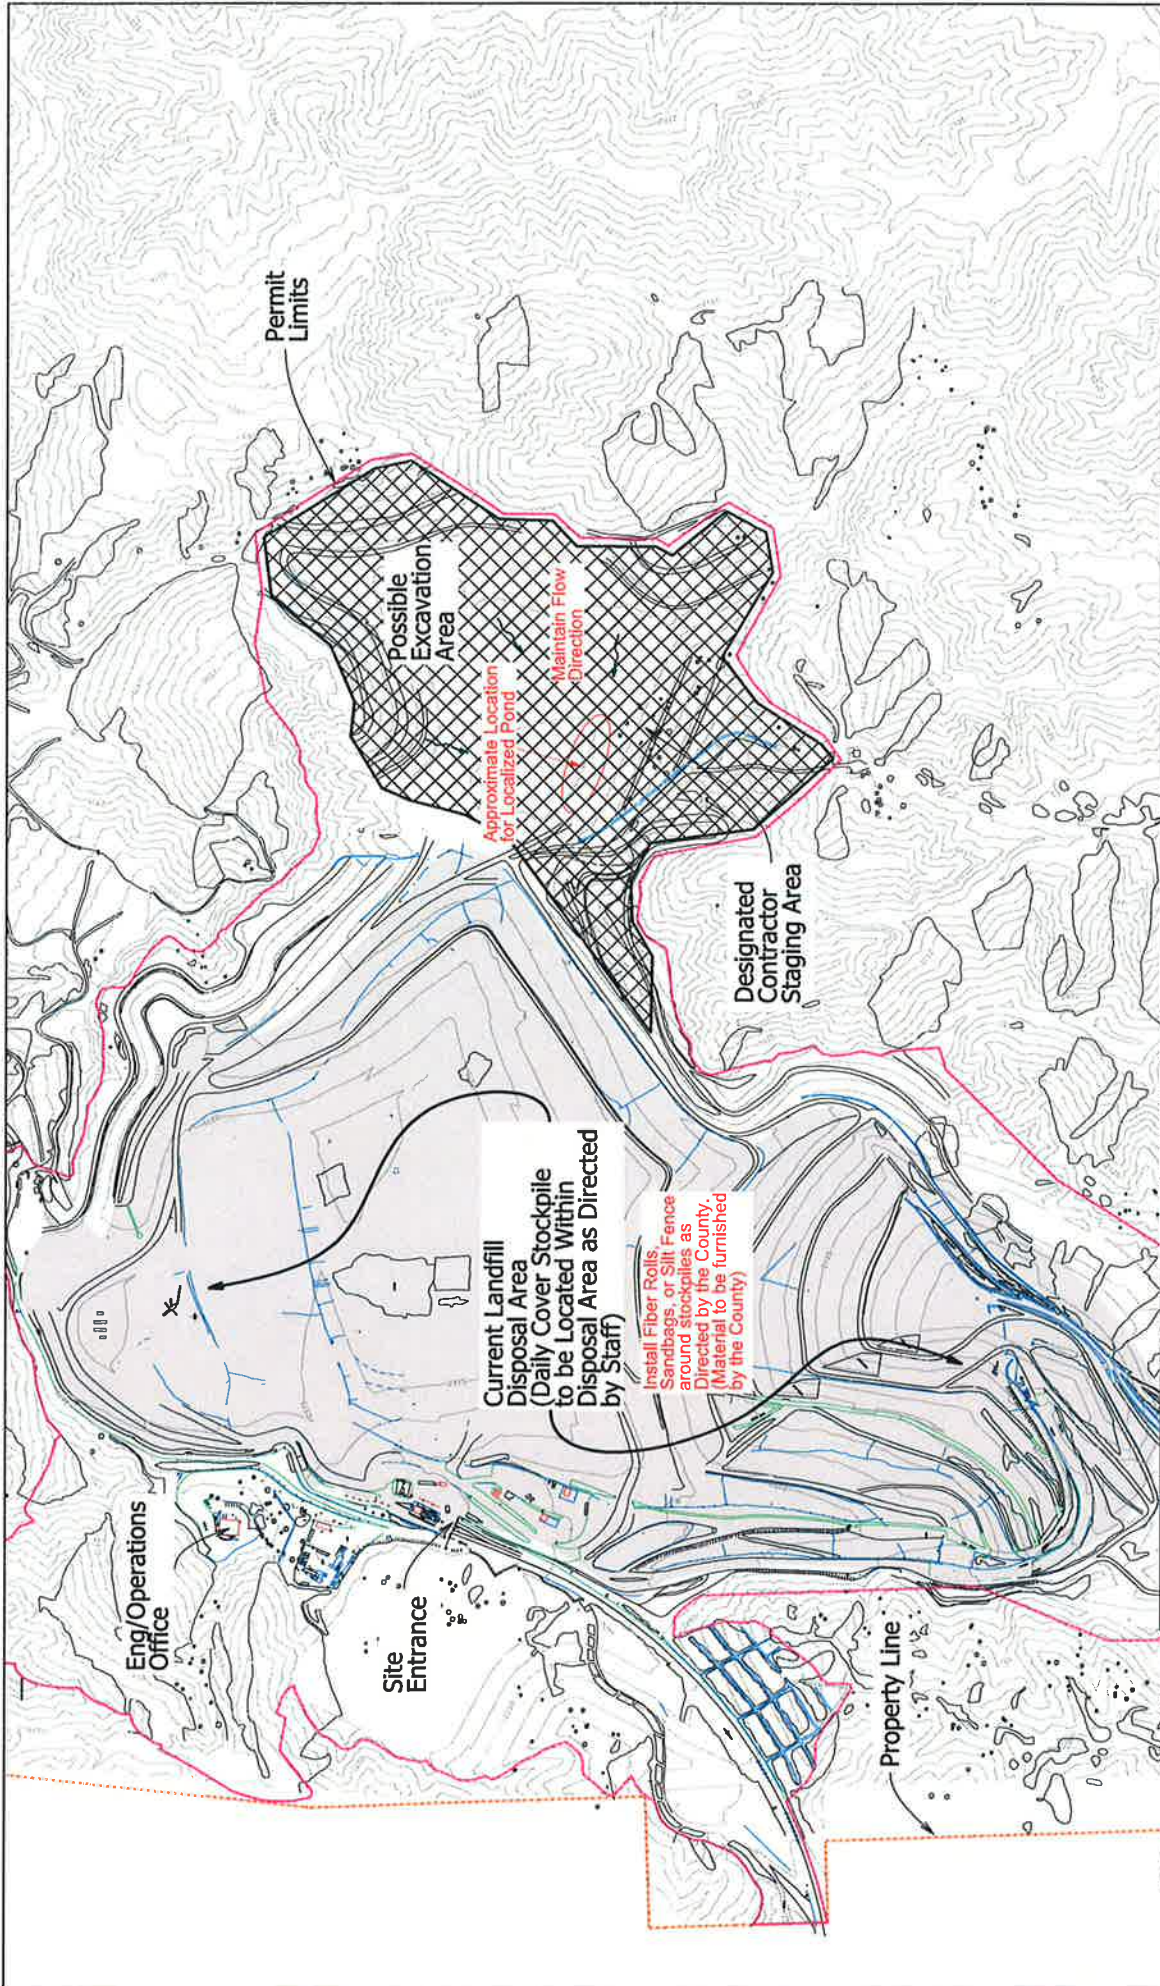 Permit
Limits
Possible
Excavation
Area
Maintain Flow
Direction
Approximate Location
for Localized Pond
Designated
Contractor
Staging Area
Current Landfill
Disposal Area
(Daily Cover Stockpile
to be Located Within
Disposal Area as Directed
by Staff)
Install Fiber Rolls,
Sandbags, or Silt Fence
around stockpiles as
Directed by the County.
(Material to be furnished
by the County)
Eng/Operations
Office
Site
Entrance
Property Line